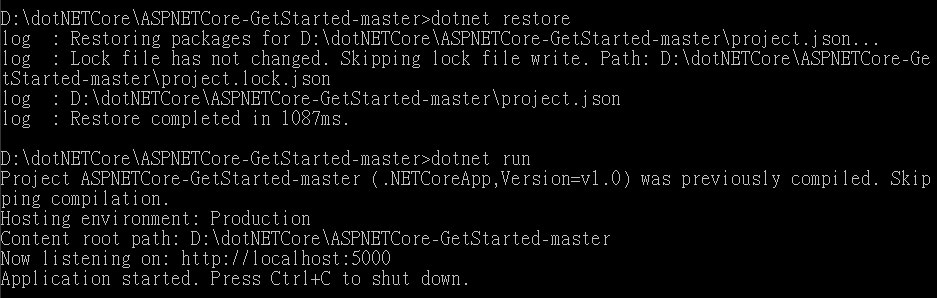 D:\dotNETCore\ASPNETCore-GetStarted-master>dotnet restore
log  : Restoring packages for D:\dotNETCore\ASPNETCore-GetStarted-master\project.json...
log  : Lock file has not changed. Skipping lock file write. Path: D:\dotNETCore\ASPNETCore-Ge
tStarted-master\project.lock.json
log  : D:\dotNETCore\ASPNETCore-GetStarted-master\project.json
log  : Restore completed in 1087ms.
D:\dotNETCore\ASPNETCore-GetStarted-master>dotnet run
Project ASPNETCore-GetStarted-master (.NETCoreApp,Version=v1.0) was previously compiled. Skip
ping compilation.
Hosting environment: Production
Content root path: D:\dotNETCore\ASPNETCore-GetStarted-master
Now listening on: http://localhost:5000
Application started. Press Ctrl+C to shut down.